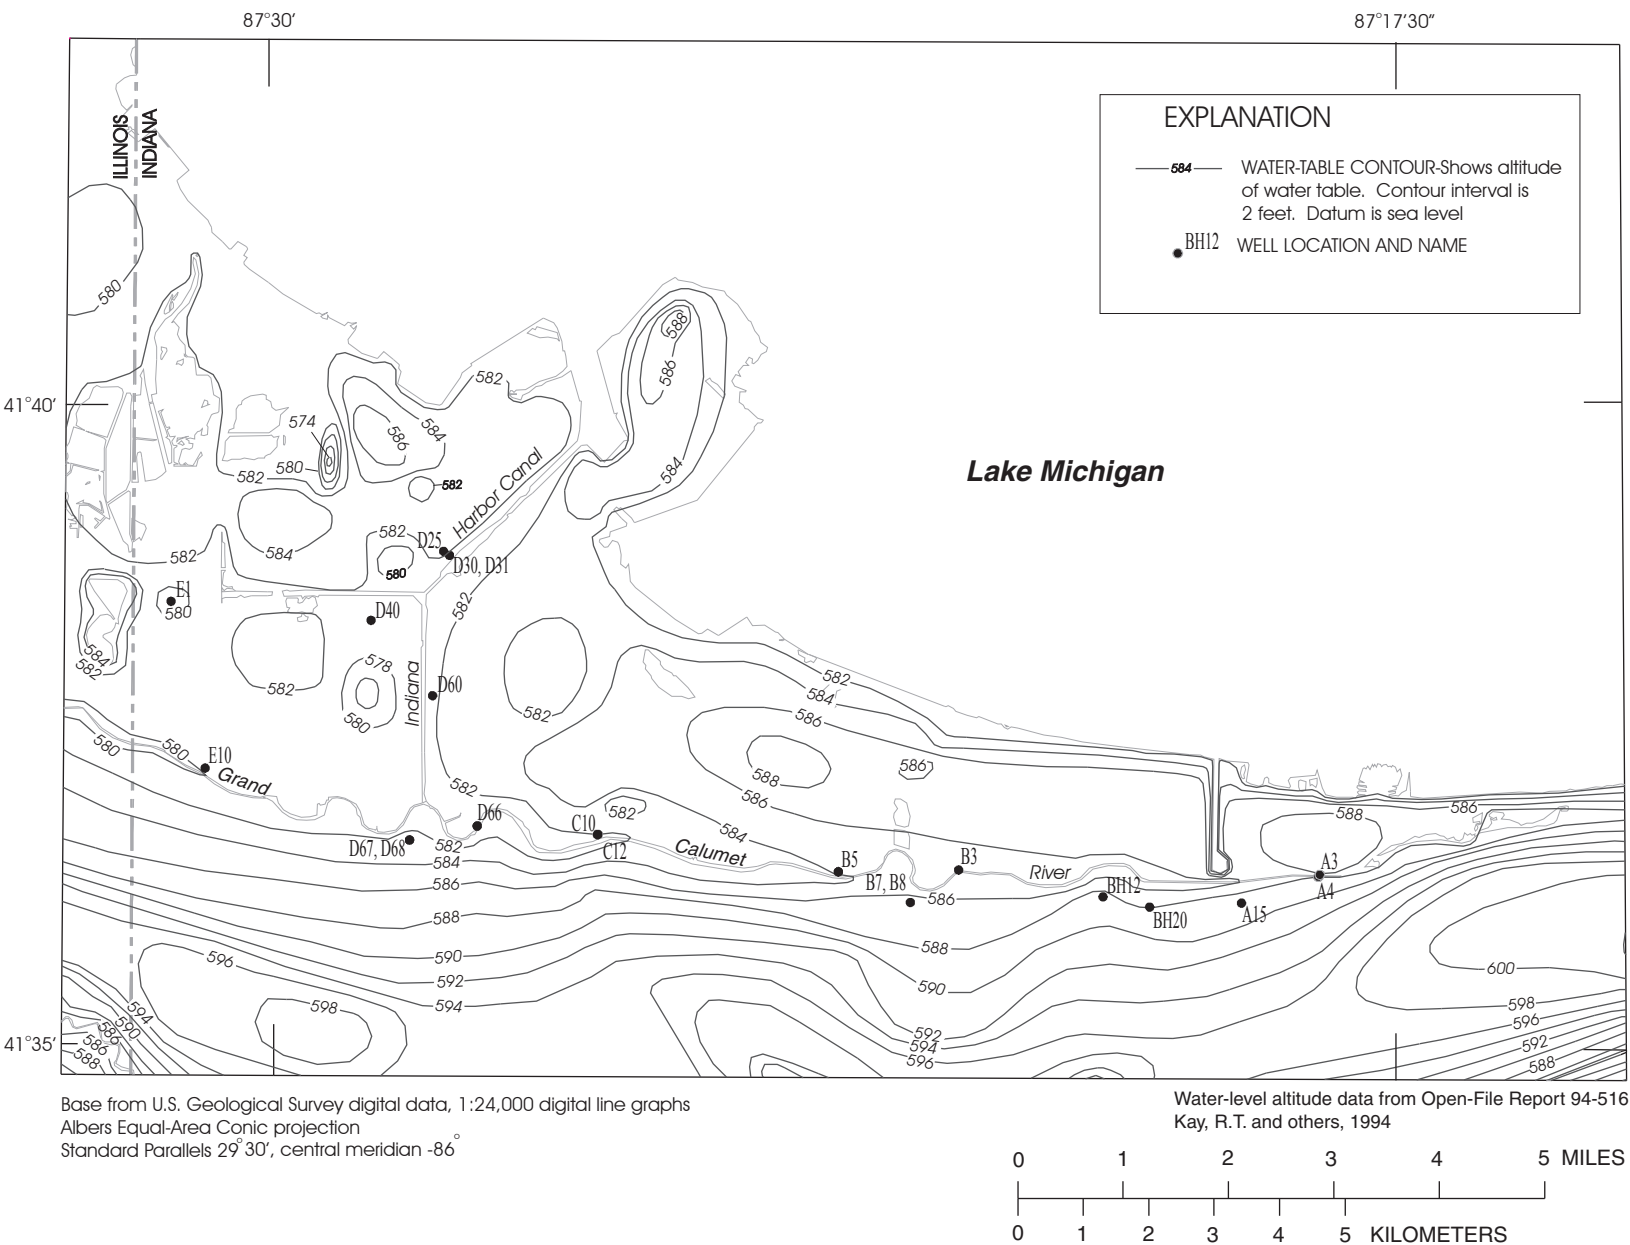 87°30′
87°17′30″
ILLINOIS
INDIANA
EXPLANATION
584
WATER-TABLE CONTOUR-Shows altitude
of water table. Contour interval is
2 feet. Datum is sea level
BH12
WELL LOCATION AND NAME
580
588
586
582
41°40′
574
586
584
580
582
582
584
Lake Michigan
Harbor Canal
582
582
584
D25
D30, D31
580
E1
580
D40
582
584
582
578
582
Indiana
D60
582
580
582
584
586
580
580
E10
Grand
588
586
586
582
582
586
588
D66
C10
584
D67, D68
582
C12
Calumet
584
B5
B3
River
A3
586
B7, B8
586
BH12
A4
BH20
A15
588
588
596
590
592
590
600
594
598
594
590
586
586
588
592
594
596
598
596
592
588
41°35′
Base from U.S. Geological Survey digital data, 1:24,000 digital line graphs
Albers Equal-Area Conic projection
Standard Parallels 29°30′, central meridian -86°
Water-level altitude data from Open-File Report 94-516
Kay, R.T. and others, 1994
0 1 2 3 4 5 MILES
0 1 2 3 4 5 KILOMETERS